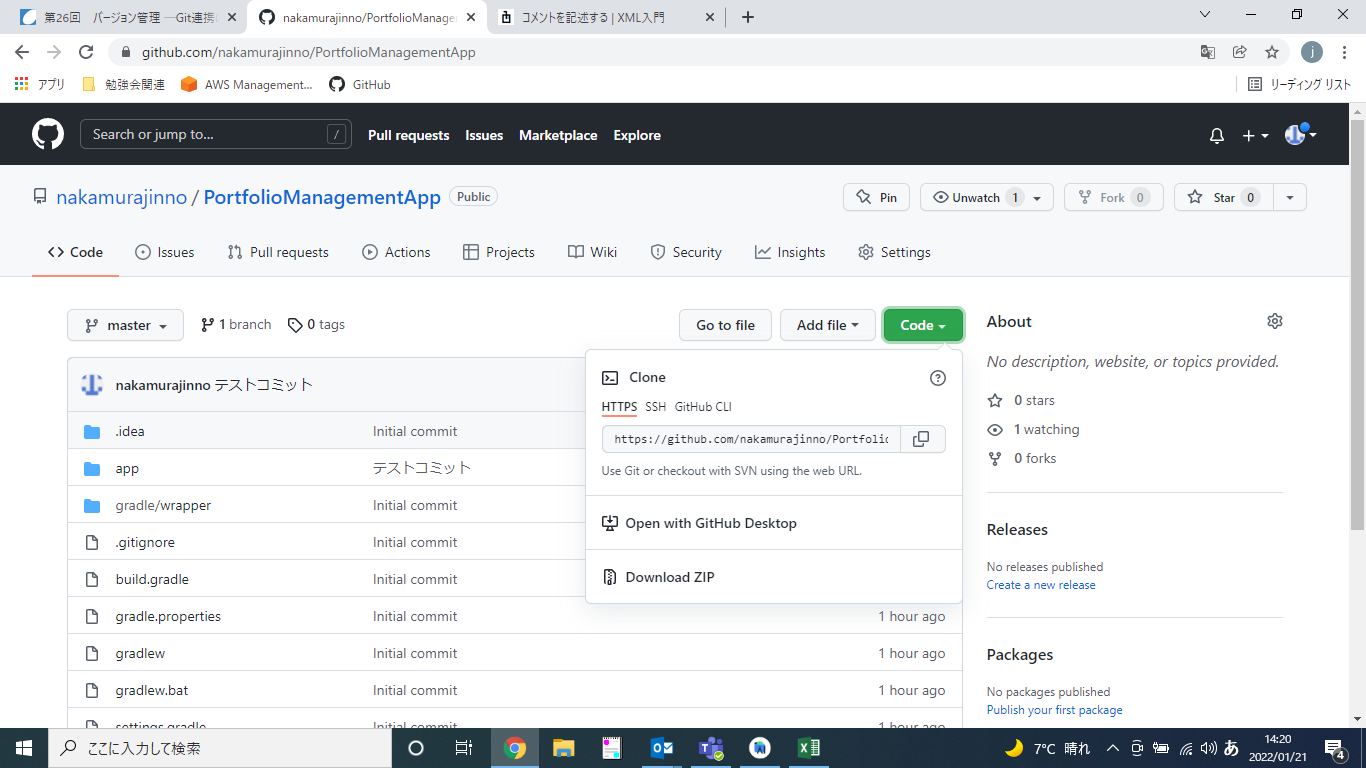 第26回　バージョン管理 ―Git連携
nakamurajinno/PortfolioManage
コメントを記述する | XML入門
github.com/nakamurajinno/PortfolioManagementApp
j
アプリ
勉強会関連
AWS Management...
GitHub
リーディング リスト
Search or jump to...
/
Pull requests
Issues
Marketplace
Explore
nakamurajinno / PortfolioManagementApp
Public
Pin
Unwatch 1
Fork 0
Star 0
Code
Issues
Pull requests
Actions
Projects
Wiki
Security
Insights
Settings
master
1 branch
0 tags
Go to file
Add file
Code
About
No description, website, or topics provided.
0 stars
1 watching
0 forks
Releases
No releases published
Create a new release
Packages
No packages published
Publish your first package
Clone
HTTPS SSH GitHub CLI
https://github.com/nakamurajinno/Portfolio
Use Git or checkout with SVN using the web URL.
Open with GitHub Desktop
Download ZIP
nakamurajinno テストコミット
.idea Initial commit
app テストコミット
gradle/wrapper Initial commit
.gitignore Initial commit
build.gradle Initial commit
gradle.properties Initial commit 1 hour ago
gradlew Initial commit 1 hour ago
gradlew.bat Initial commit 1 hour ago
settings.gradle Initial commit 1 hour ago
ここに入力して検索
7°C 晴れ
あ
14:20
2022/01/21
4